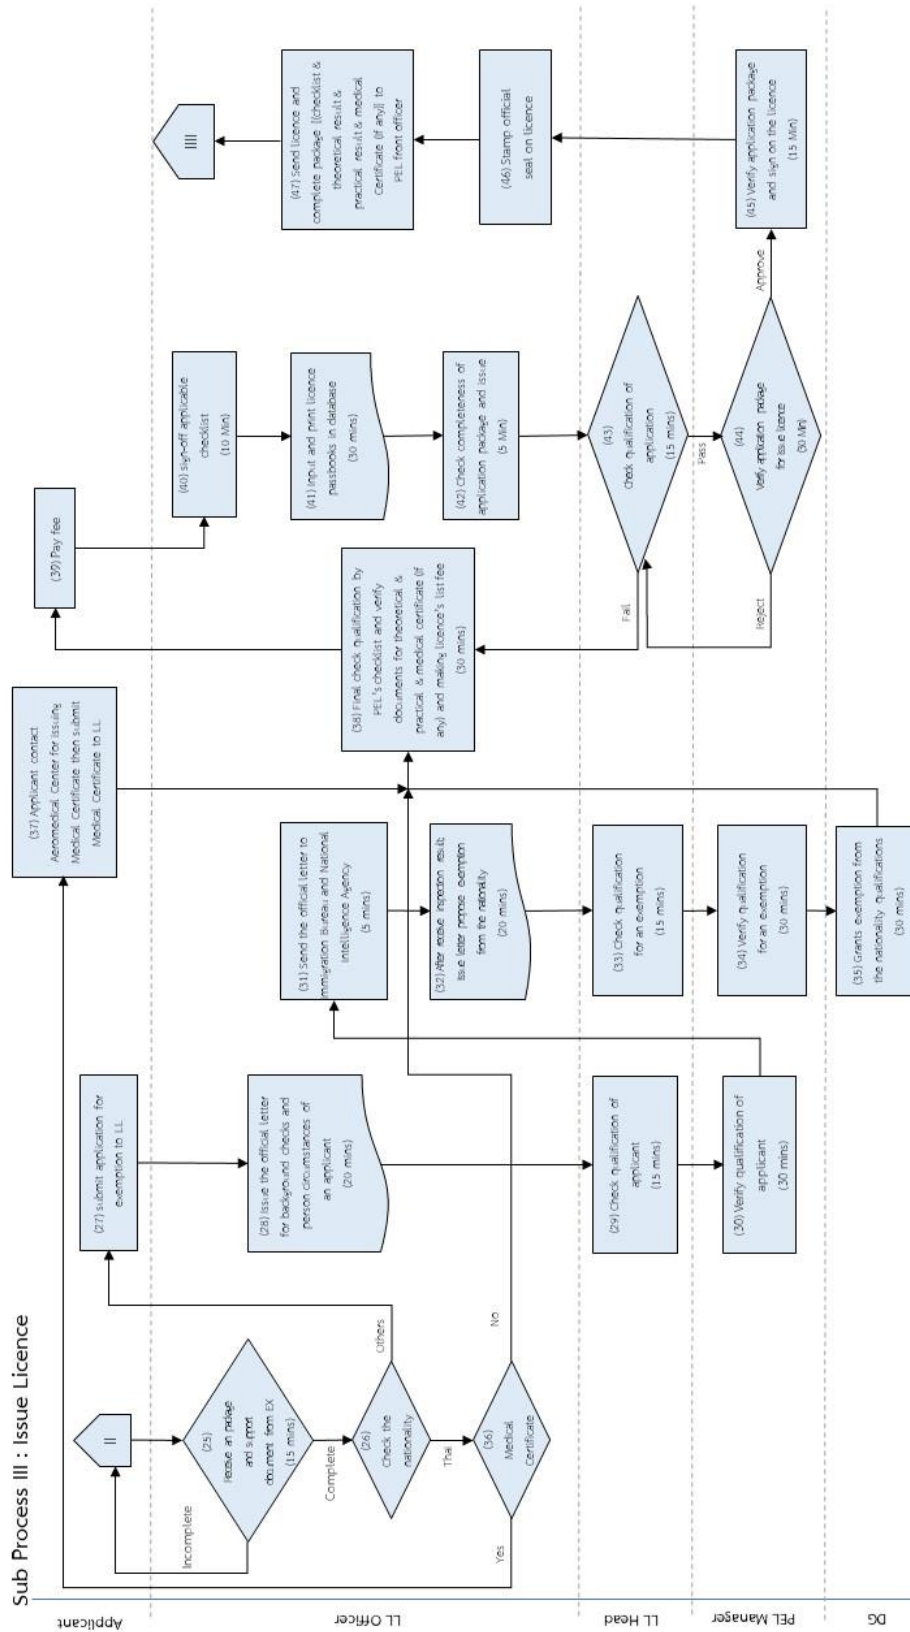 Sub Process III : Issue Licence
Applicant
LL Officer
LL Head
PEL Manager
DG
II
(25)
Receive an package
and support
document from EX
(15 mins)
Incomplete
Complete
(26)
Check the
nationality
Others
Thai
(36)
Medical
Certificate
Yes
No
(27) submit application for
exemption to LL
(28) Issue the official letter
for background checks and
person circumstances of
an applicant
(20 mins)
(29) Check qualification of
applicant
(15 mins)
(30) Verify qualification of
applicant
(30 mins)
(31) Send the official letter to
Immigration Bureau and National
Intelligence Agency
(5 mins)
(32) After receive inspection result;
issue letter propose exemption
from the nationality
(20 mins)
(33) Check qualification
for an exemption
(15 mins)
(34) Verify qualification
for an exemption
(30 mins)
(35) Grants exemption from
the nationality qualifications
(30 mins)
(37) Applicant contact
Aeromedical Center for issuing
Medical Certificate then submit
Medical Certificate to LL
(38) Final check qualification by
PEL's checklist and verify
documents for theoretical &
practical & medical certificate (if
any) and making licence's list fee
(30 mins)
(39) Pay fee
(40) sign-off applicable
checklist
(10 Min)
(41) Input and print licence
passbooks in database
(30 mins)
(42) Check completeness of
application package and issue
(5 Min)
(43)
Check qualification of
application
(15 mins)
Fail
Pass
(44)
Verify application package
for issue licence
(30 Min)
Reject
Approve
(45) Verify application package
and sign on the licence
(15 Min)
(46) Stamp official
seal on licence
(47) Send licence and
complete package [(checklist &
theoretical result &
practical result & medical
Certificate (if any)] to
PEL front officer
IIII